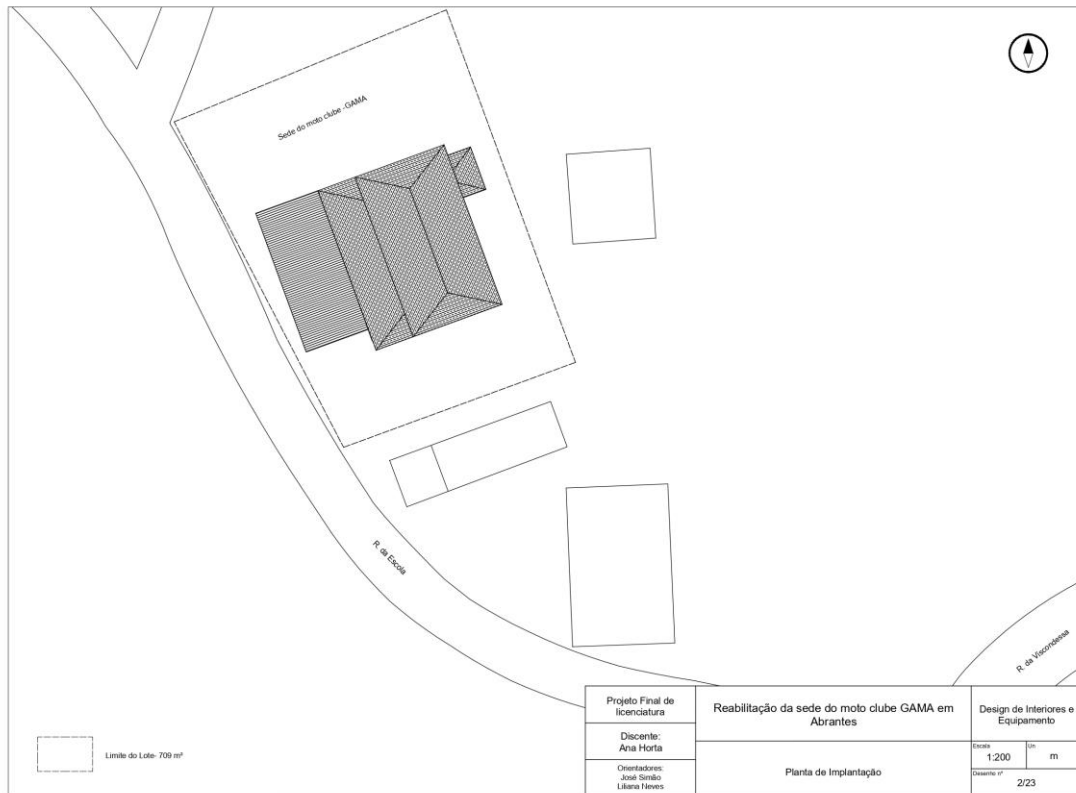 Sede do moto clube -GAMA
R. da Escola
R. da Viscondessa
Limite do Lote- 709 m²
Projeto Final de
licenciatura
Discente:
Ana Horta
Orientadores:
José Simão
Liliana Neves
Reabilitação da sede do moto clube GAMA em
Abrantes
Planta de Implantação
Design de Interiores e
Equipamento
Escala
1:200
Un
m
Desenho nº
2/23